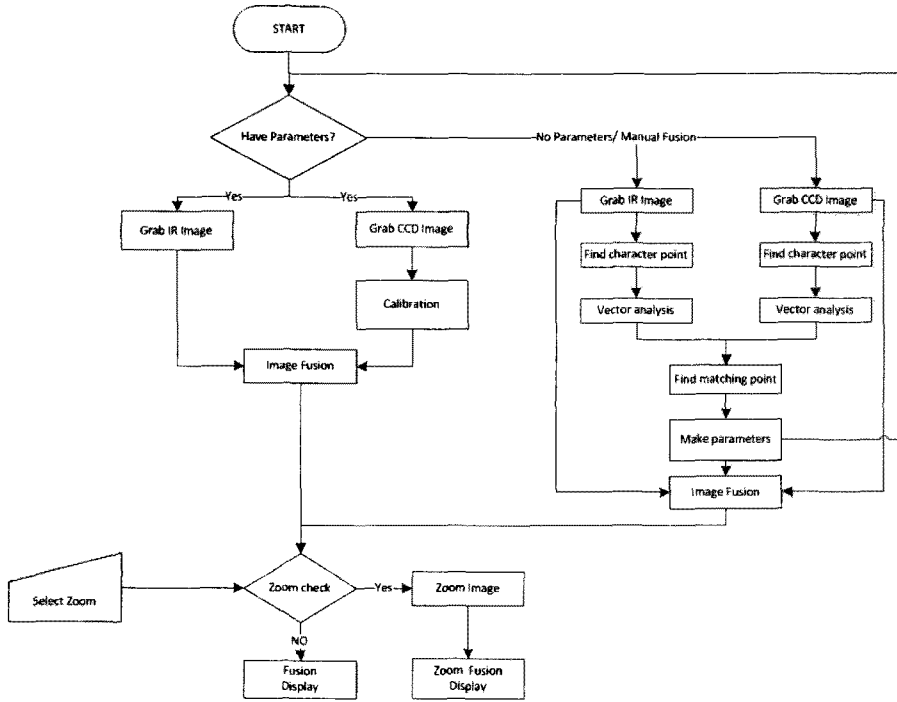 START
Have Parameters?
No Parameters/ Manual Fusion
Yes
Yes
Grab IR Image
Grab CCD Image
Grab IR Image
Grab CCD Image
Find character point
Find character point
Calibration
Vector analysis
Vector analysis
Image Fusion
Find matching point
Make parameters
Image Fusion
Select Zoom
Zoom check
Yes
Zoom Image
NO
Fusion
Display
Zoom Fusion
Display